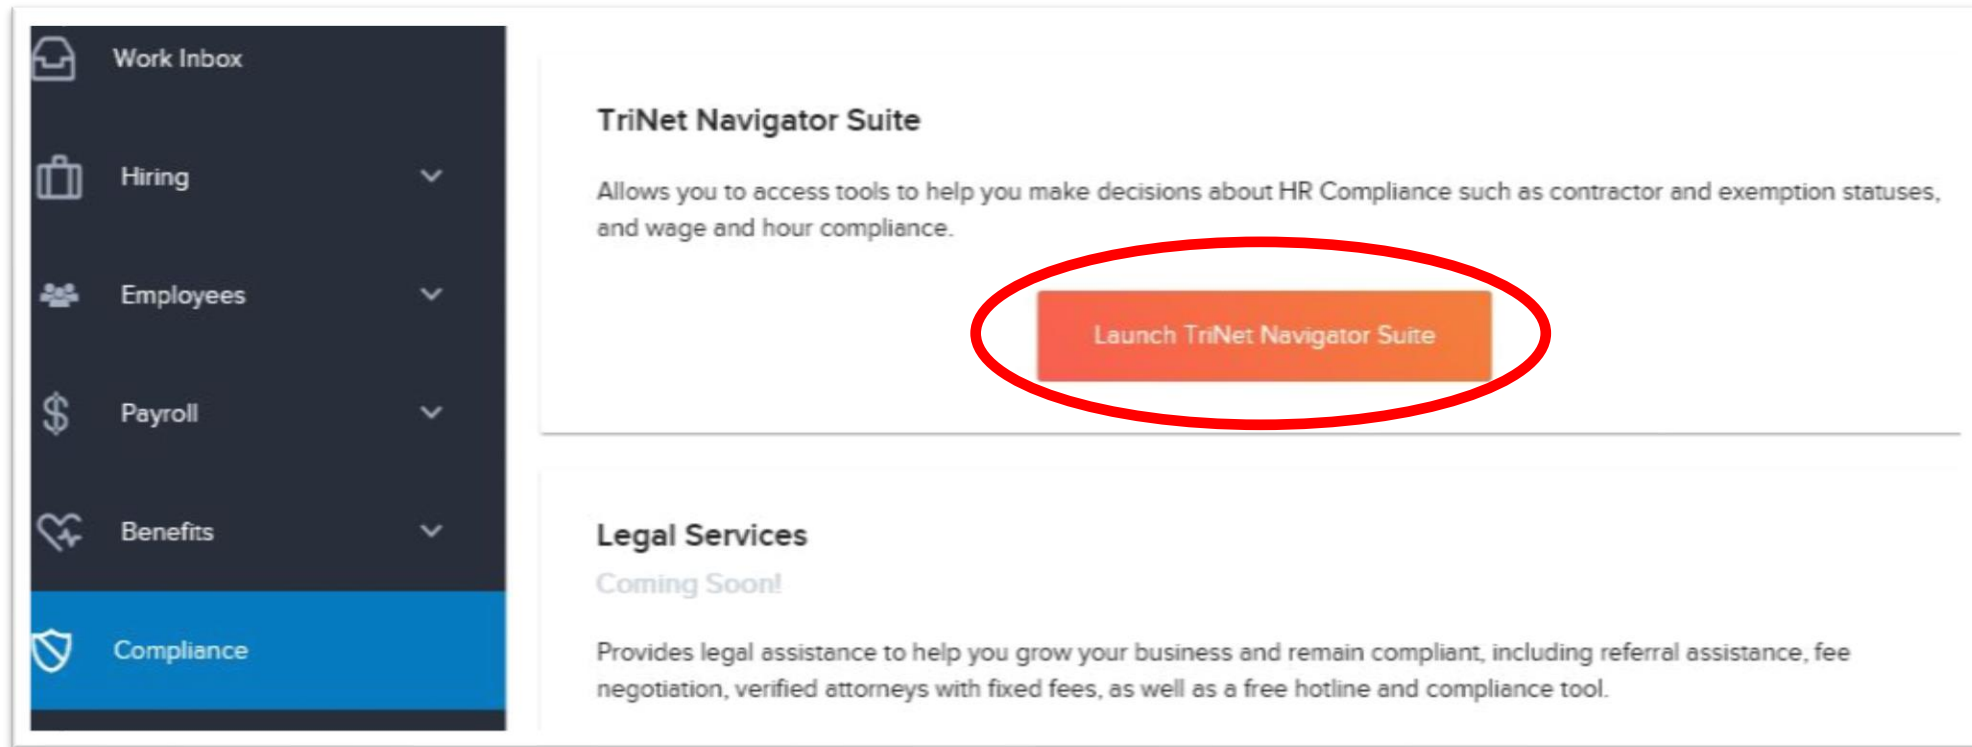 Work Inbox
Hiring
Employees
Payroll
Benefits
Compliance
TriNet Navigator Suite
Allows you to access tools to help you make decisions about HR Compliance such as contractor and exemption statuses,
and wage and hour compliance.
Launch TriNet Navigator Suite
Legal Services
Coming Soon!
Provides legal assistance to help you grow your business and remain compliant, including referral assistance, fee
negotiation, verified attorneys with fixed fees, as well as a free hotline and compliance tool.